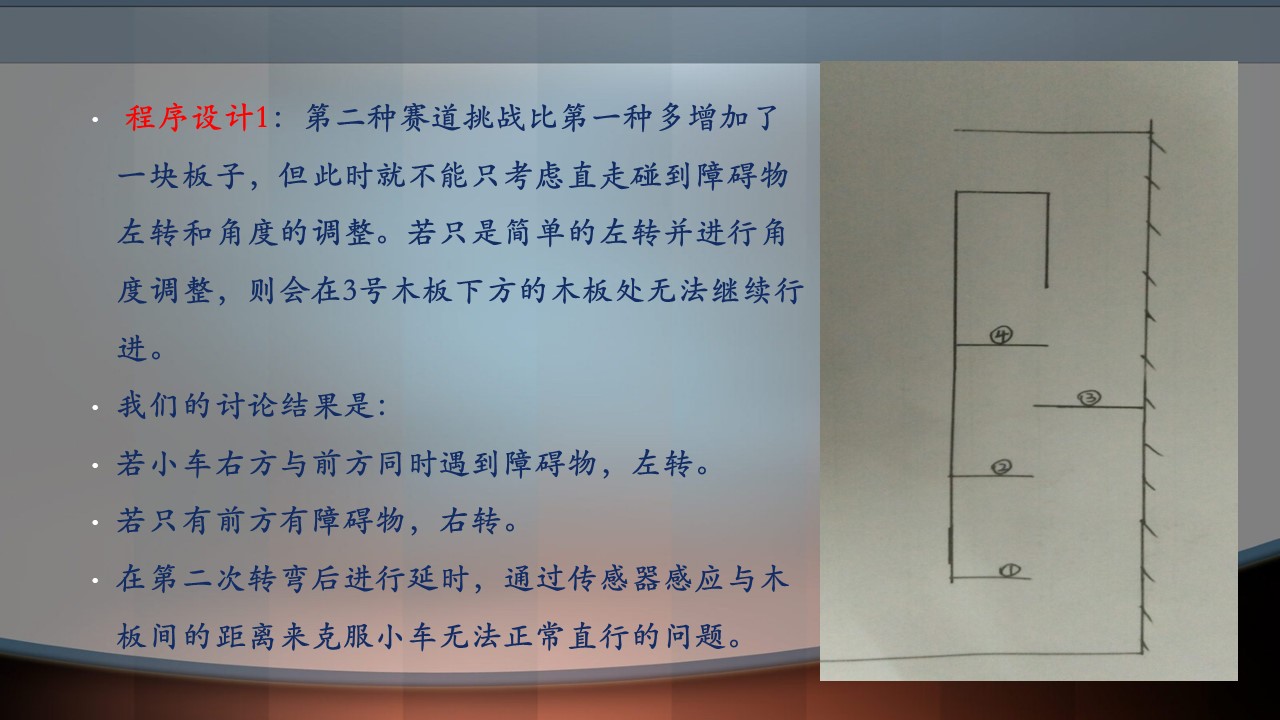 程序设计1：第二种赛道挑战比第一种多增加了
一块板子，但此时就不能只考虑直走碰到障碍物
左转和角度的调整。若只是简单的左转并进行角
度调整，则会在3号木板下方的木板处无法继续行
进。
我们的讨论结果是：
若小车右方与前方同时遇到障碍物，左转。
若只有前方有障碍物，右转。
在第二次转弯后进行延时，通过传感器感应与木
板间的距离来克服小车无法正常直行的问题。
④
③
②
①